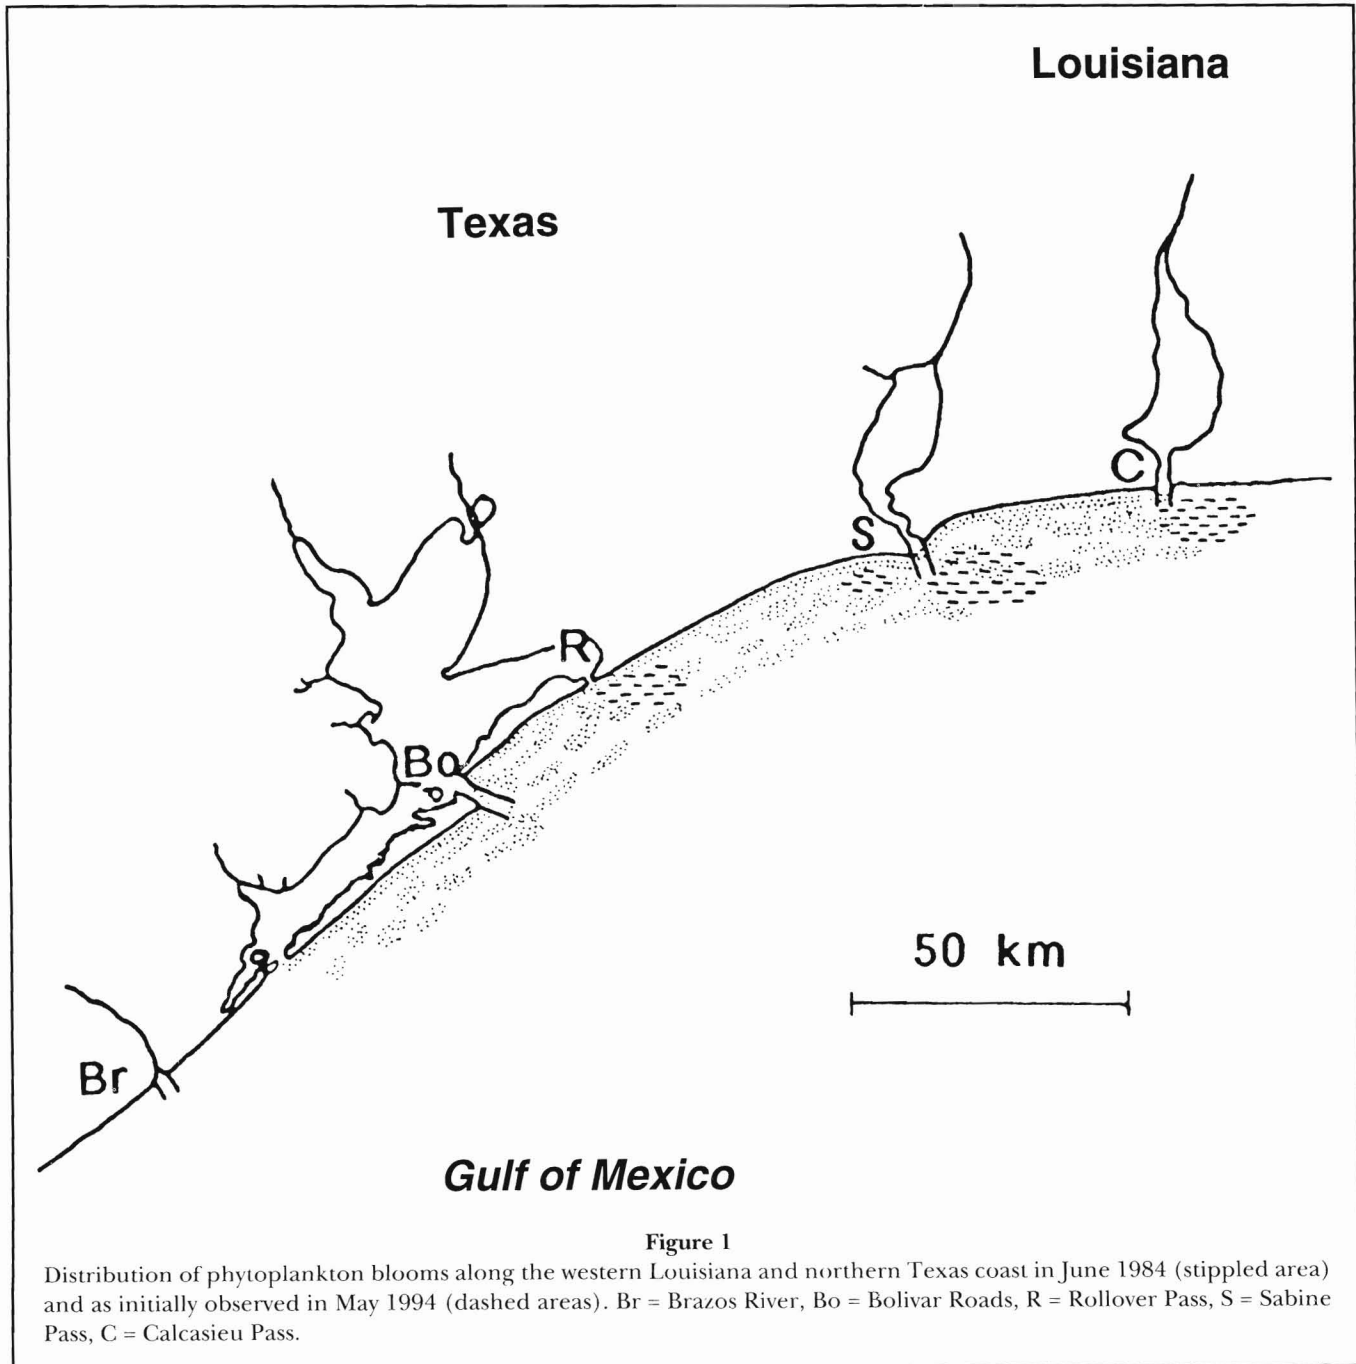 Louisiana
Texas
C
S
R
Bo
50 km
Br
Gulf of Mexico
Figure 1
Distribution of phytoplankton blooms along the western Louisiana and northern Texas coast in June 1984 (stippled area)
and as initially observed in May 1994 (dashed areas). Br = Brazos River, Bo = Bolivar Roads, R = Rollover Pass, S = Sabine
Pass, C = Calcasieu Pass.